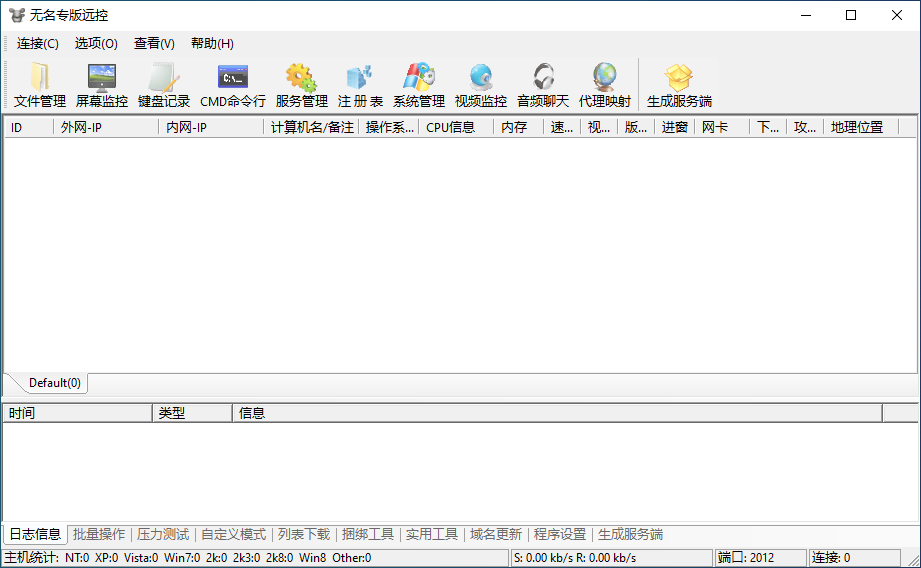 无名专版远控
连接(C) 选项(O) 查看(V) 帮助(H)
文件管理 屏幕监控 键盘记录 CMD命令行 服务管理 注 册 表 系统管理 视频监控 音频聊天 代理映射 生成服务端
ID 外网-IP 内网-IP 计算机名/备注 操作系... CPU信息 内存 速... 视... 版... 进窗 网卡 下... 攻... 地理位置
Default(0)
时间 类型 信息
日志信息 批量操作 压力测试 自定义模式 列表下载 捆绑工具 实用工具 域名更新 程序设置 生成服务端
主机统计: NT:0 XP:0 Vista:0 Win7:0 2k:0 2k3:0 2k8:0 Win8 Other:0 S: 0.00 kb/s R: 0.00 kb/s 端口: 2012 连接: 0